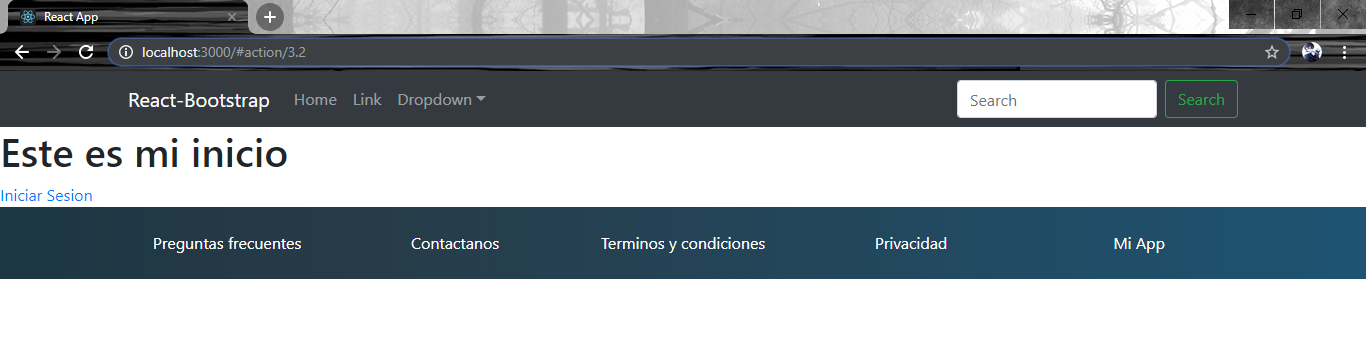 React App
localhost:3000/#action/3.2
React-Bootstrap Home Link Dropdown Search Search
Este es mi inicio
Iniciar Sesion
Preguntas frecuentes Contactanos Terminos y condiciones Privacidad Mi App